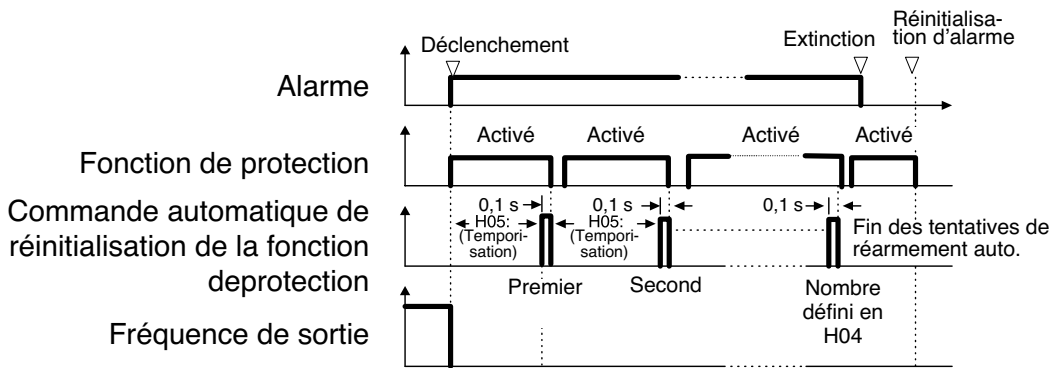 Déclenchement
Extinction
Réinitialisa-
tion d'alarme
Alarme
Activé
Activé
Activé
Activé
Fonction de protection
Commande automatique de
réinitialisation de la fonction
deprotection
0,1 s
H05:
(Tempori-
sation)
0,1 s
H05:
(Tempori-
sation)
0,1 s
Fin des tentatives de
réarmement auto.
Premier
Second
Nombre
défini en
H04
Fréquence de sortie